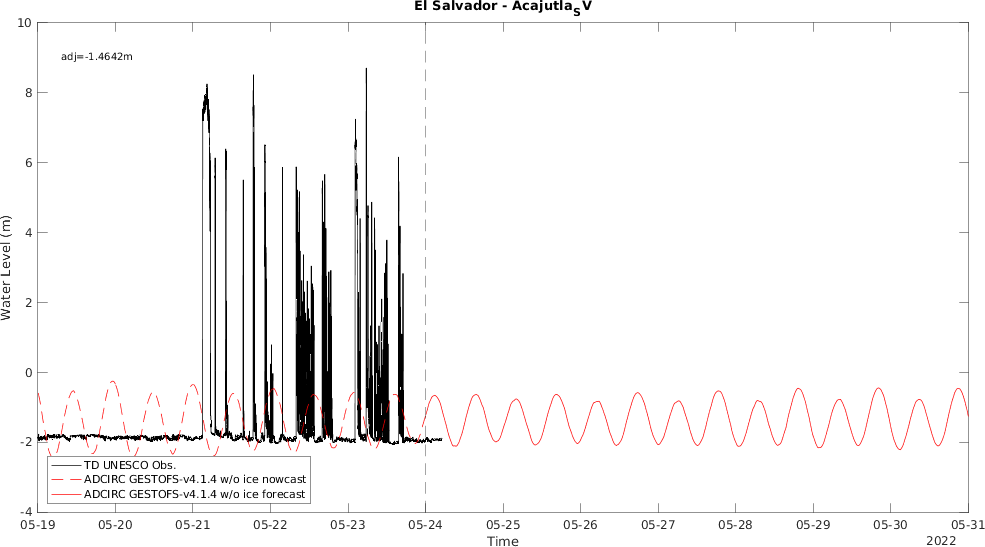 El Salvador - Acajutla_SV
adj=-1.4642m
Water Level (m)
10
8
6
4
2
0
-2
-4
TD UNESCO Obs.
ADCIRC GESTOFS-v4.1.4 w/o ice nowcast
ADCIRC GESTOFS-v4.1.4 w/o ice forecast
05-19 05-20 05-21 05-22 05-23 05-24 05-25 05-26 05-27 05-28 05-29 05-30 05-31
Time
2022